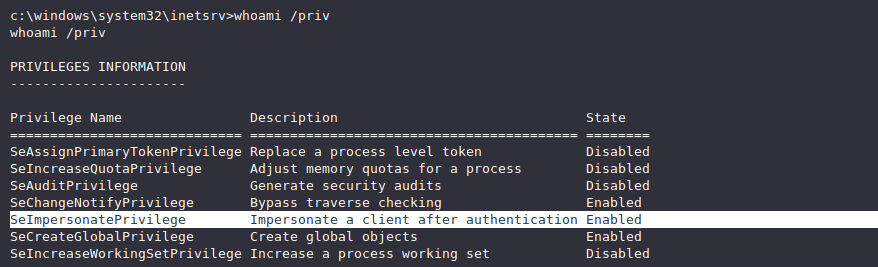 c:\windows\system32\inetsrv>whoami /priv
whoami /priv
PRIVILEGES INFORMATION
----------------------
Privilege Name                Description                               State
============================= ========================================= ========
SeAssignPrimaryTokenPrivilege Replace a process level token             Disabled
SeIncreaseQuotaPrivilege      Adjust memory quotas for a process        Disabled
SeAuditPrivilege              Generate security audits                  Disabled
SeChangeNotifyPrivilege       Bypass traverse checking                  Enabled
SeImpersonatePrivilege        Impersonate a client after authentication Enabled
SeCreateGlobalPrivilege       Create global objects                     Enabled
SeIncreaseWorkingSetPrivilege Increase a process working set            Disabled